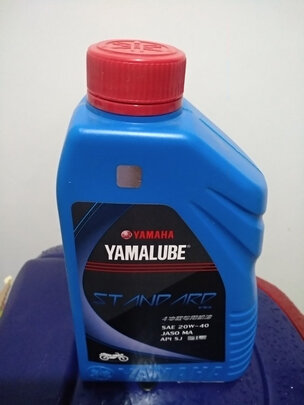 YAMAHA
YAMALUBE
STANDARD
SAE 20W-40
JASO MA
API SJ